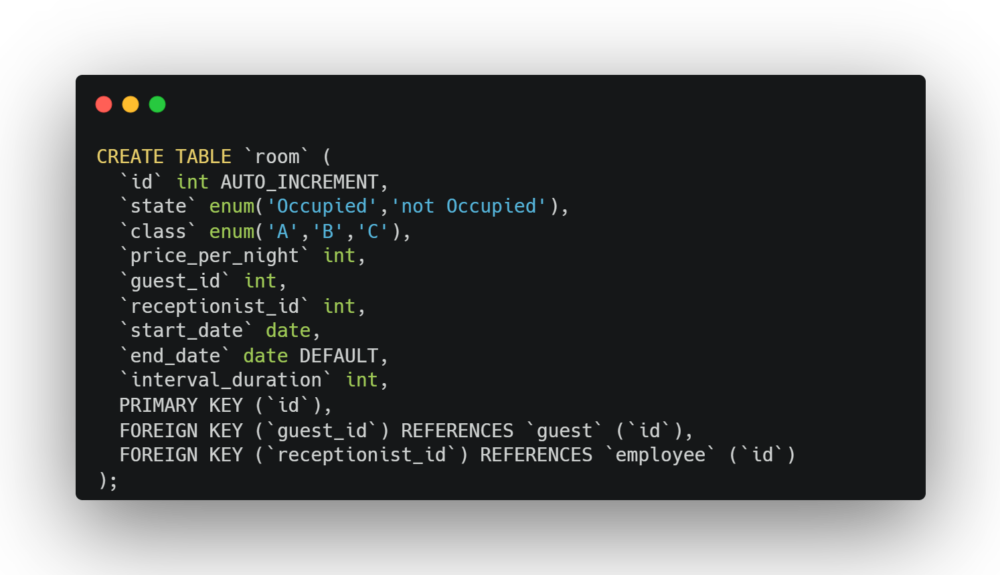 CREATE TABLE `room` (
  `id` int AUTO_INCREMENT,
  `state` enum('Occupied','not Occupied'),
  `class` enum('A','B','C'),
  `price_per_night` int,
  `guest_id` int,
  `receptionist_id` int,
  `start_date` date,
  `end_date` date DEFAULT,
  `interval_duration` int,
  PRIMARY KEY (`id`),
  FOREIGN KEY (`guest_id`) REFERENCES `guest` (`id`),
  FOREIGN KEY (`receptionist_id`) REFERENCES `employee` (`id`)
);